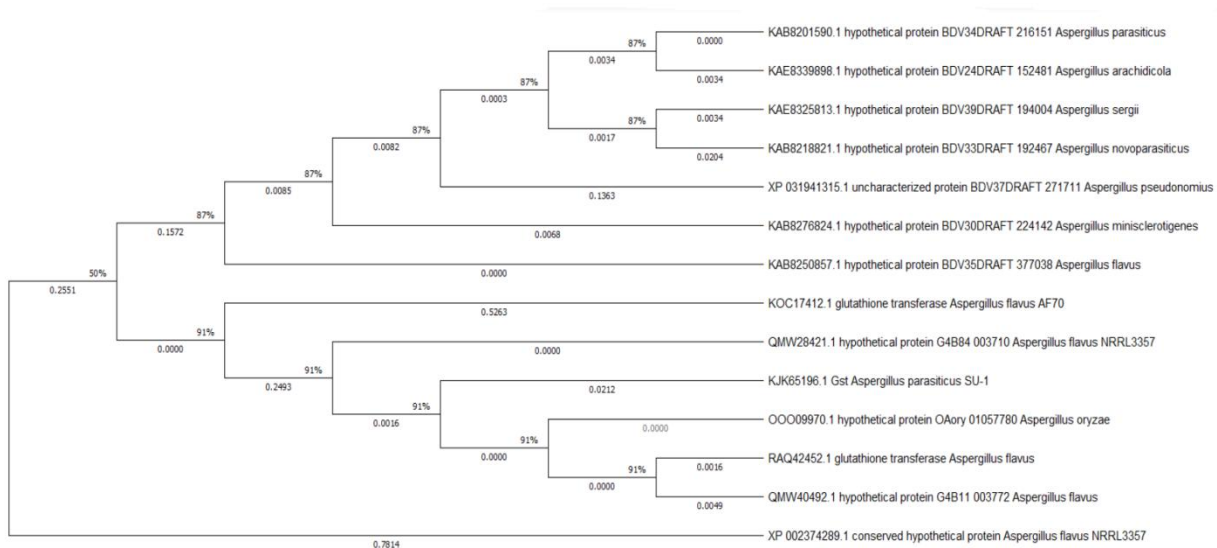 KAB8201590.1 hypothetical protein BDV34DRAFT 216151 Aspergillus parasiticus
87%
0.0000
0.0034
KAE8339898.1 hypothetical protein BDV24DRAFT 152481 Aspergillus arachidicola
87%
0.0034
0.0003
KAE8325813.1 hypothetical protein BDV39DRAFT 194004 Aspergillus sergii
87%
87%
0.0034
0.0017
0.0082
KAB8218821.1 hypothetical protein BDV33DRAFT 192467 Aspergillus novoparasiticus
0.0204
87%
XP 031941315.1 uncharacterized protein BDV37DRAFT 271711 Aspergillus pseudonomius
0.0085
0.1363
87%
KAB8276824.1 hypothetical protein BDV30DRAFT 224142 Aspergillus minisclerotigenes
0.1572
0.0068
KAB8250857.1 hypothetical protein BDV35DRAFT 377038 Aspergillus flavus
50%
0.0000
0.2551
KOC17412.1 glutathione transferase Aspergillus flavus AF70
0.5263
91%
QMW28421.1 hypothetical protein G4B84 003710 Aspergillus flavus NRRL3357
0.0000
0.0000
91%
KJK65196.1 Gst Aspergillus parasiticus SU-1
0.2493
0.0212
91%
OOO09970.1 hypothetical protein OAory 01057780 Aspergillus oryzae
0.0016
0.0000
91%
RAQ42452.1 glutathione transferase Aspergillus flavus
0.0000
0.0016
91%
0.0000
QMW40492.1 hypothetical protein G4B11 003772 Aspergillus flavus
0.0049
XP 002374289.1 conserved hypothetical protein Aspergillus flavus NRRL3357
0.7814